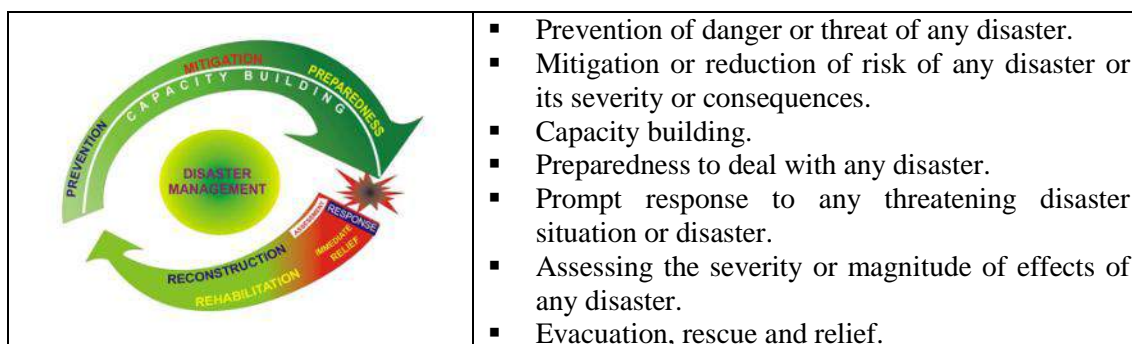 MITIGATION
CAPACITY BUILDING
PREPAREDNESS
PREVENTION
DISASTER
MANAGEMENT
ASSESSMENT
RESPONSE
IMMEDIATE
RELIEF
RECONSTRUCTION
REHABILITATION
▪ Prevention of danger or threat of any disaster.
▪ Mitigation or reduction of risk of any disaster or
its severity or consequences.
▪ Capacity building.
▪ Preparedness to deal with any disaster.
▪ Prompt response to any threatening disaster
situation or disaster.
▪ Assessing the severity or magnitude of effects of
any disaster.
▪ Evacuation, rescue and relief.